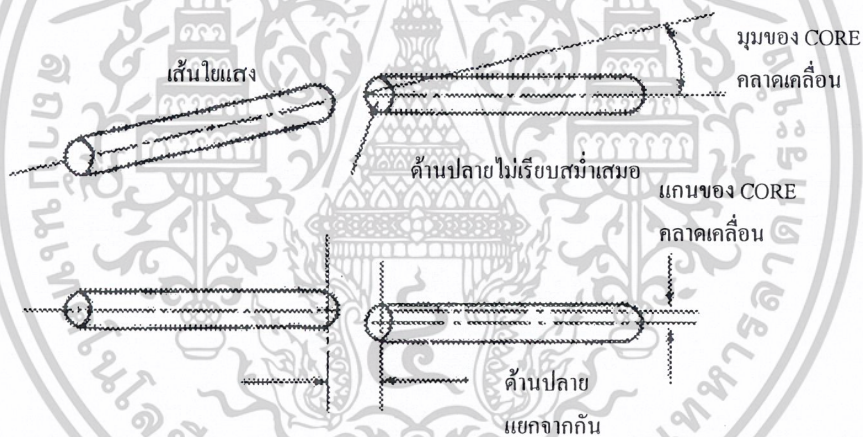 เส้นใยแสง
มุมของ CORE
คลาดเคลื่อน
ด้านปลายไม่เรียบสม่ำเสมอ
แกนของ CORE
คลาดเคลื่อน
ด้านปลาย
แยกจากกัน